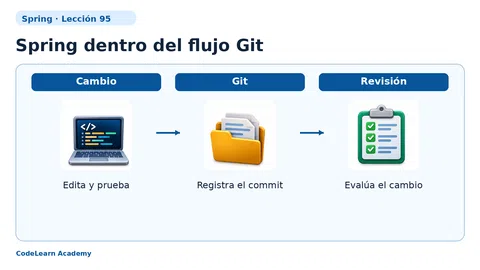 Spring · Lección 95
Spring dentro del flujo Git
Cambio
Git
Revisión
</>
Edita y prueba
Registra el commit
Evalúa el cambio
CodeLearn Academy